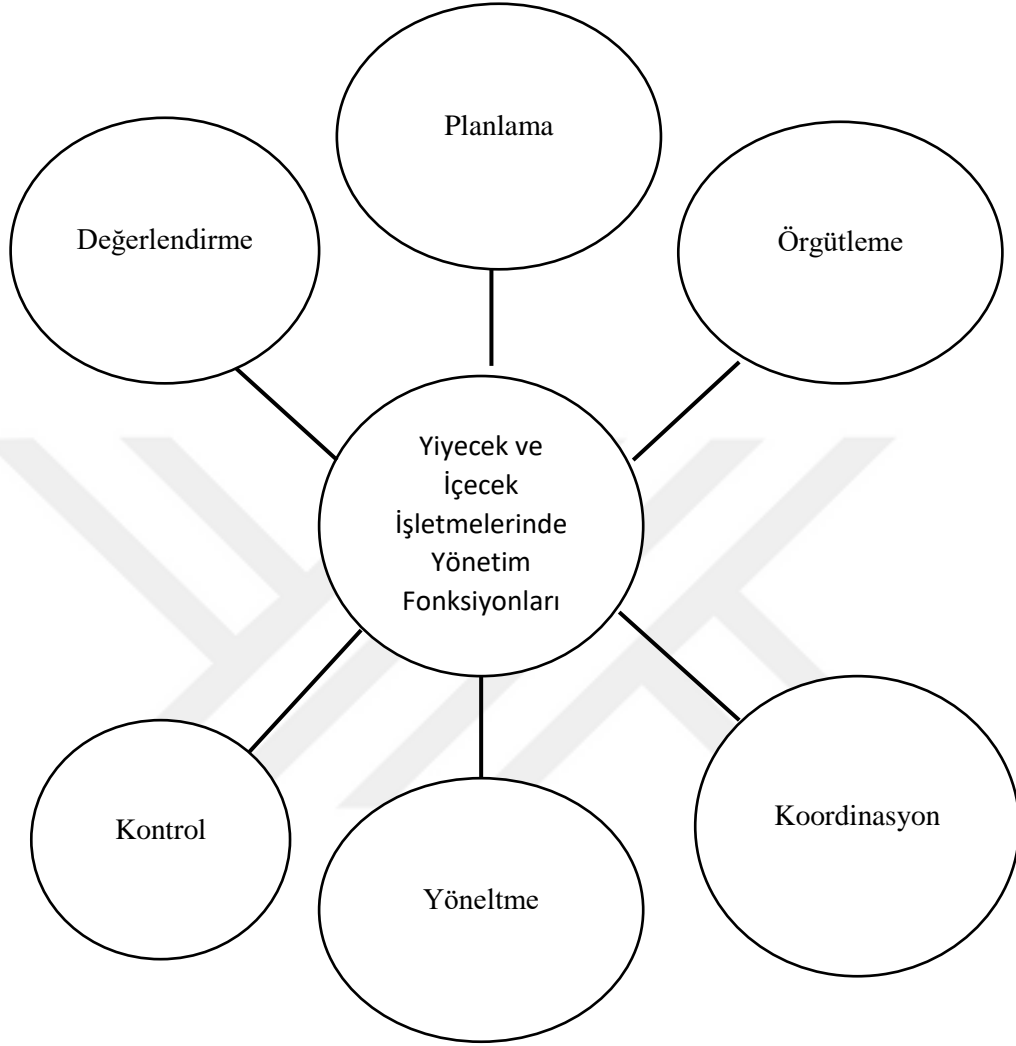 Planlama
Değerlendirme
Örgütleme
Yiyecek ve
İçecek
İşletmelerinde
Yönetim
Fonksiyonları
Kontrol
Koordinasyon
Yöneltme